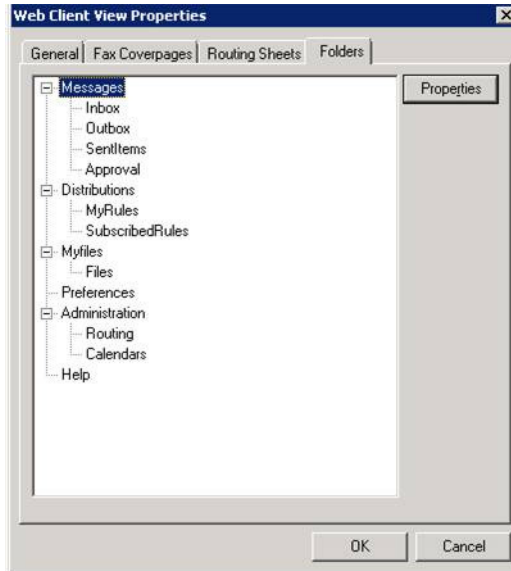 Web Client View Properties
General Fax Coverpages Routing Sheets Folders
Messages
Properties
Inbox
Outbox
SentItems
Approval
Distributions
MyRules
SubscribedRules
Myfiles
Files
Preferences
Administration
Routing
Calendars
Help
OK Cancel